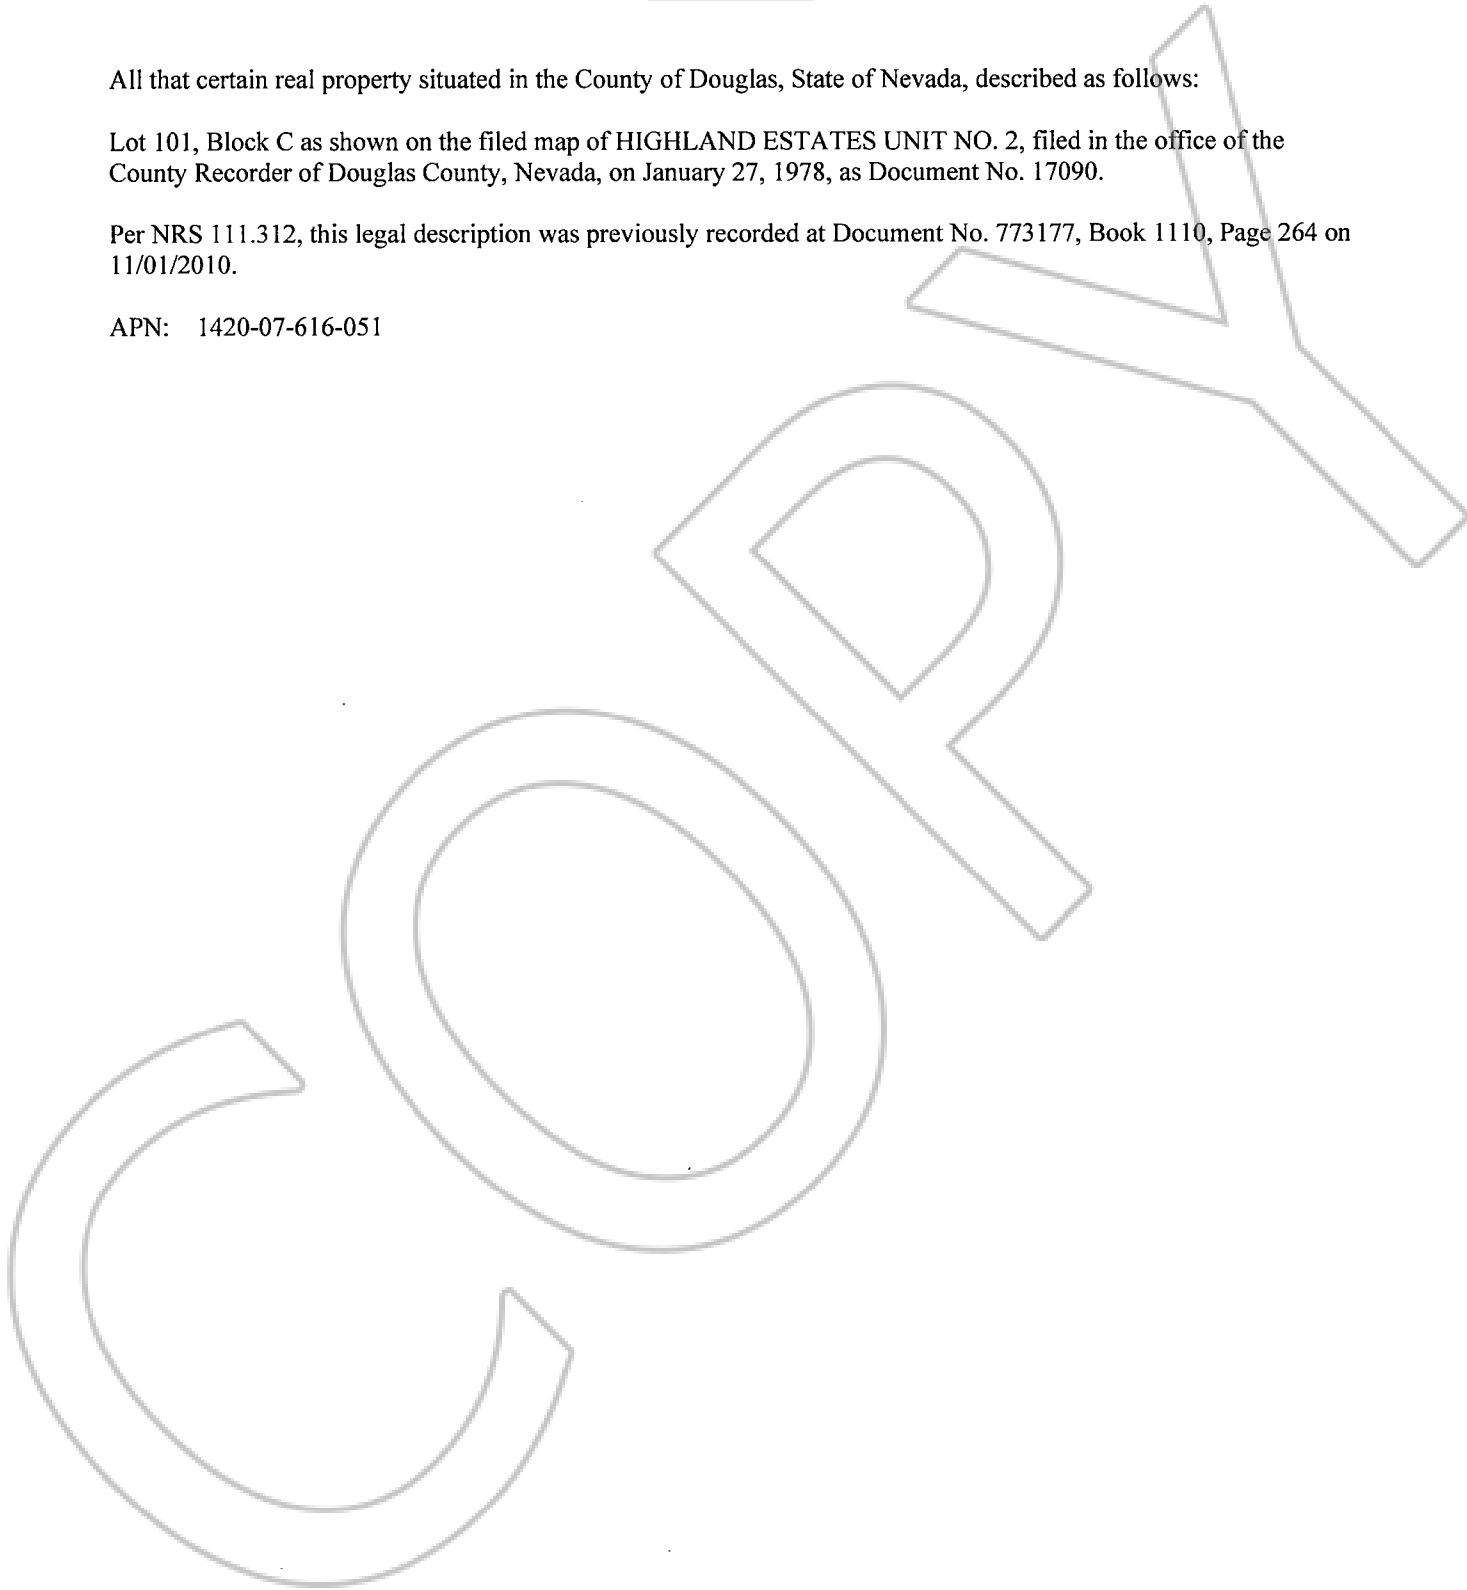 All that certain real property situated in the County of Douglas, State of Nevada, described as follows:
Lot 101, Block C as shown on the filed map of HIGHLAND ESTATES UNIT NO. 2, filed in the office of the
County Recorder of Douglas County, Nevada, on January 27, 1978, as Document No. 17090.
Per NRS 111.312, this legal description was previously recorded at Document No. 773177, Book 1110, Page 264 on
11/01/2010.
APN: 1420-07-616-051
COPY